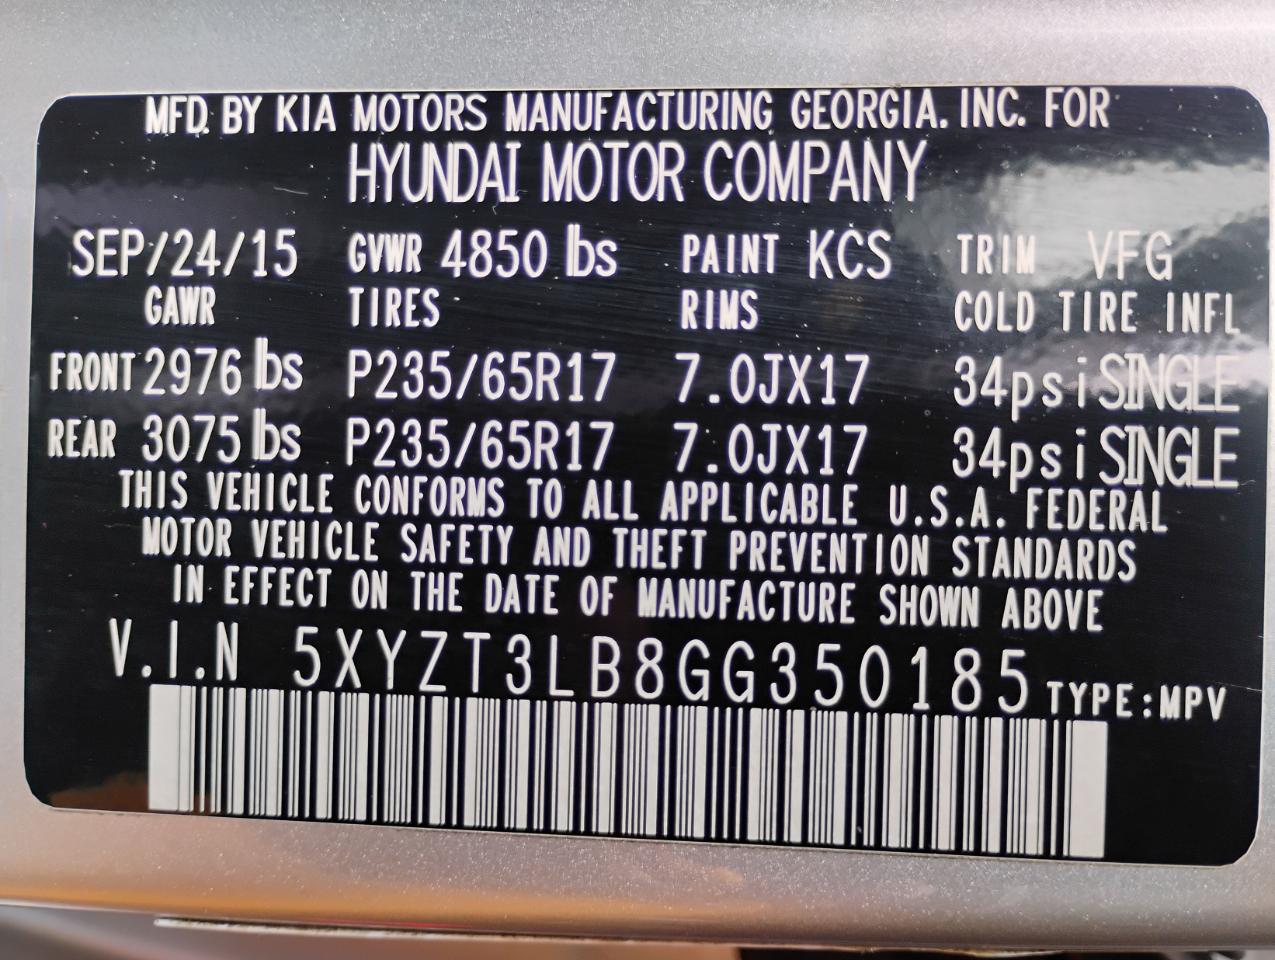 MFD. BY KIA MOTORS MANUFACTURING GEORGIA. INC. FOR
HYUNDAI MOTOR COMPANY
SEP/24/15 GVWR 4850 lbs PAINT KCS TRIM VFG
GAWR TIRES RIMS COLD TIRE INFL
FRONT 2976 lbs P235/65R17 7.0JX17 34psi SINGLE
REAR 3075 lbs P235/65R17 7.0JX17 34psi SINGLE
THIS VEHICLE CONFORMS TO ALL APPLICABLE U.S.A. FEDERAL
MOTOR VEHICLE SAFETY AND THEFT PREVENTION STANDARDS
IN EFFECT ON THE DATE OF MANUFACTURE SHOWN ABOVE
V.I.N 5XYZT3LB8GG350185 TYPE:MPV